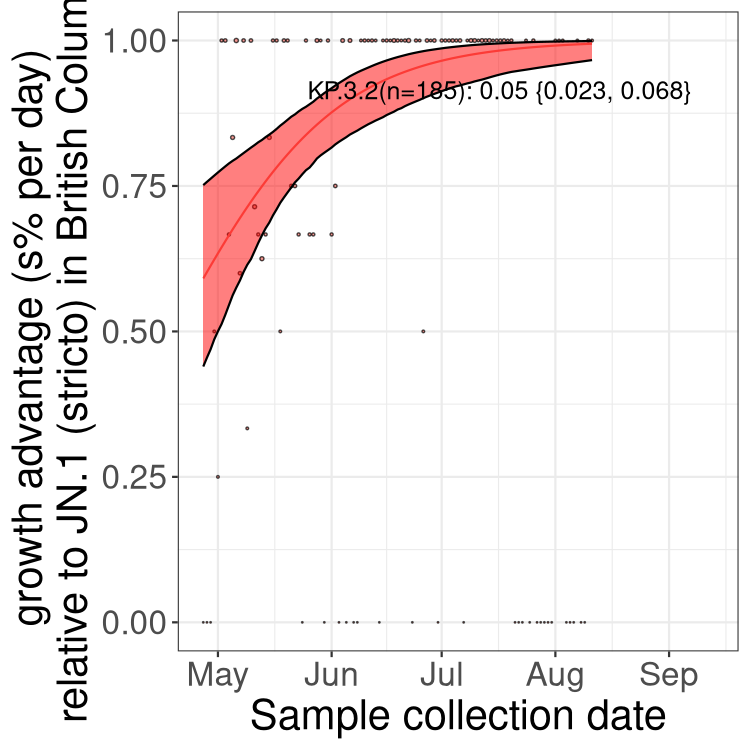 growth advantage (s% per day)
relative to JN.1 (stricto) in British Colum
1.00
0.75
0.50
0.25
0.00
KP.3.2(n=185): 0.05 {0.023, 0.068}
May Jun Jul Aug Sep
Sample collection date